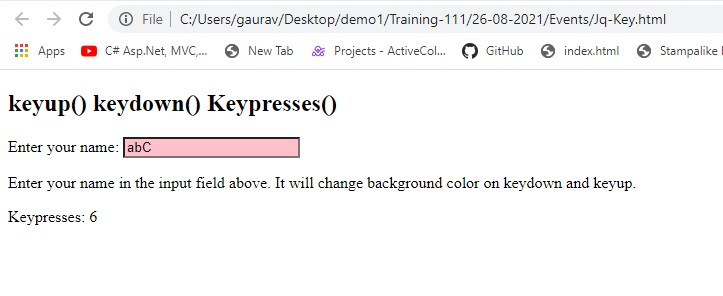 File | C:/Users/gaurav/Desktop/demo1/Training-111/26-08-2021/Events/Jq-Key.html
Apps C# Asp.Net, MVC,... New Tab Projects - ActiveCol... GitHub index.html Stampalike
keyup() keydown() Keypresses()
Enter your name: abC
Enter your name in the input field above. It will change background color on keydown and keyup.
Keypresses: 6